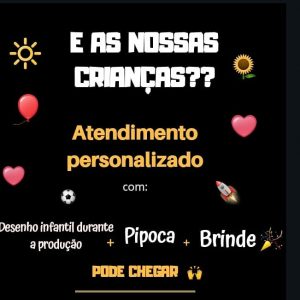 E AS NOSSAS
CRIANÇAS??
Atendimento
personalizado
com:
Desenho infantil durante
a produção
+ Pipoca + Brinde
PODE CHEGAR